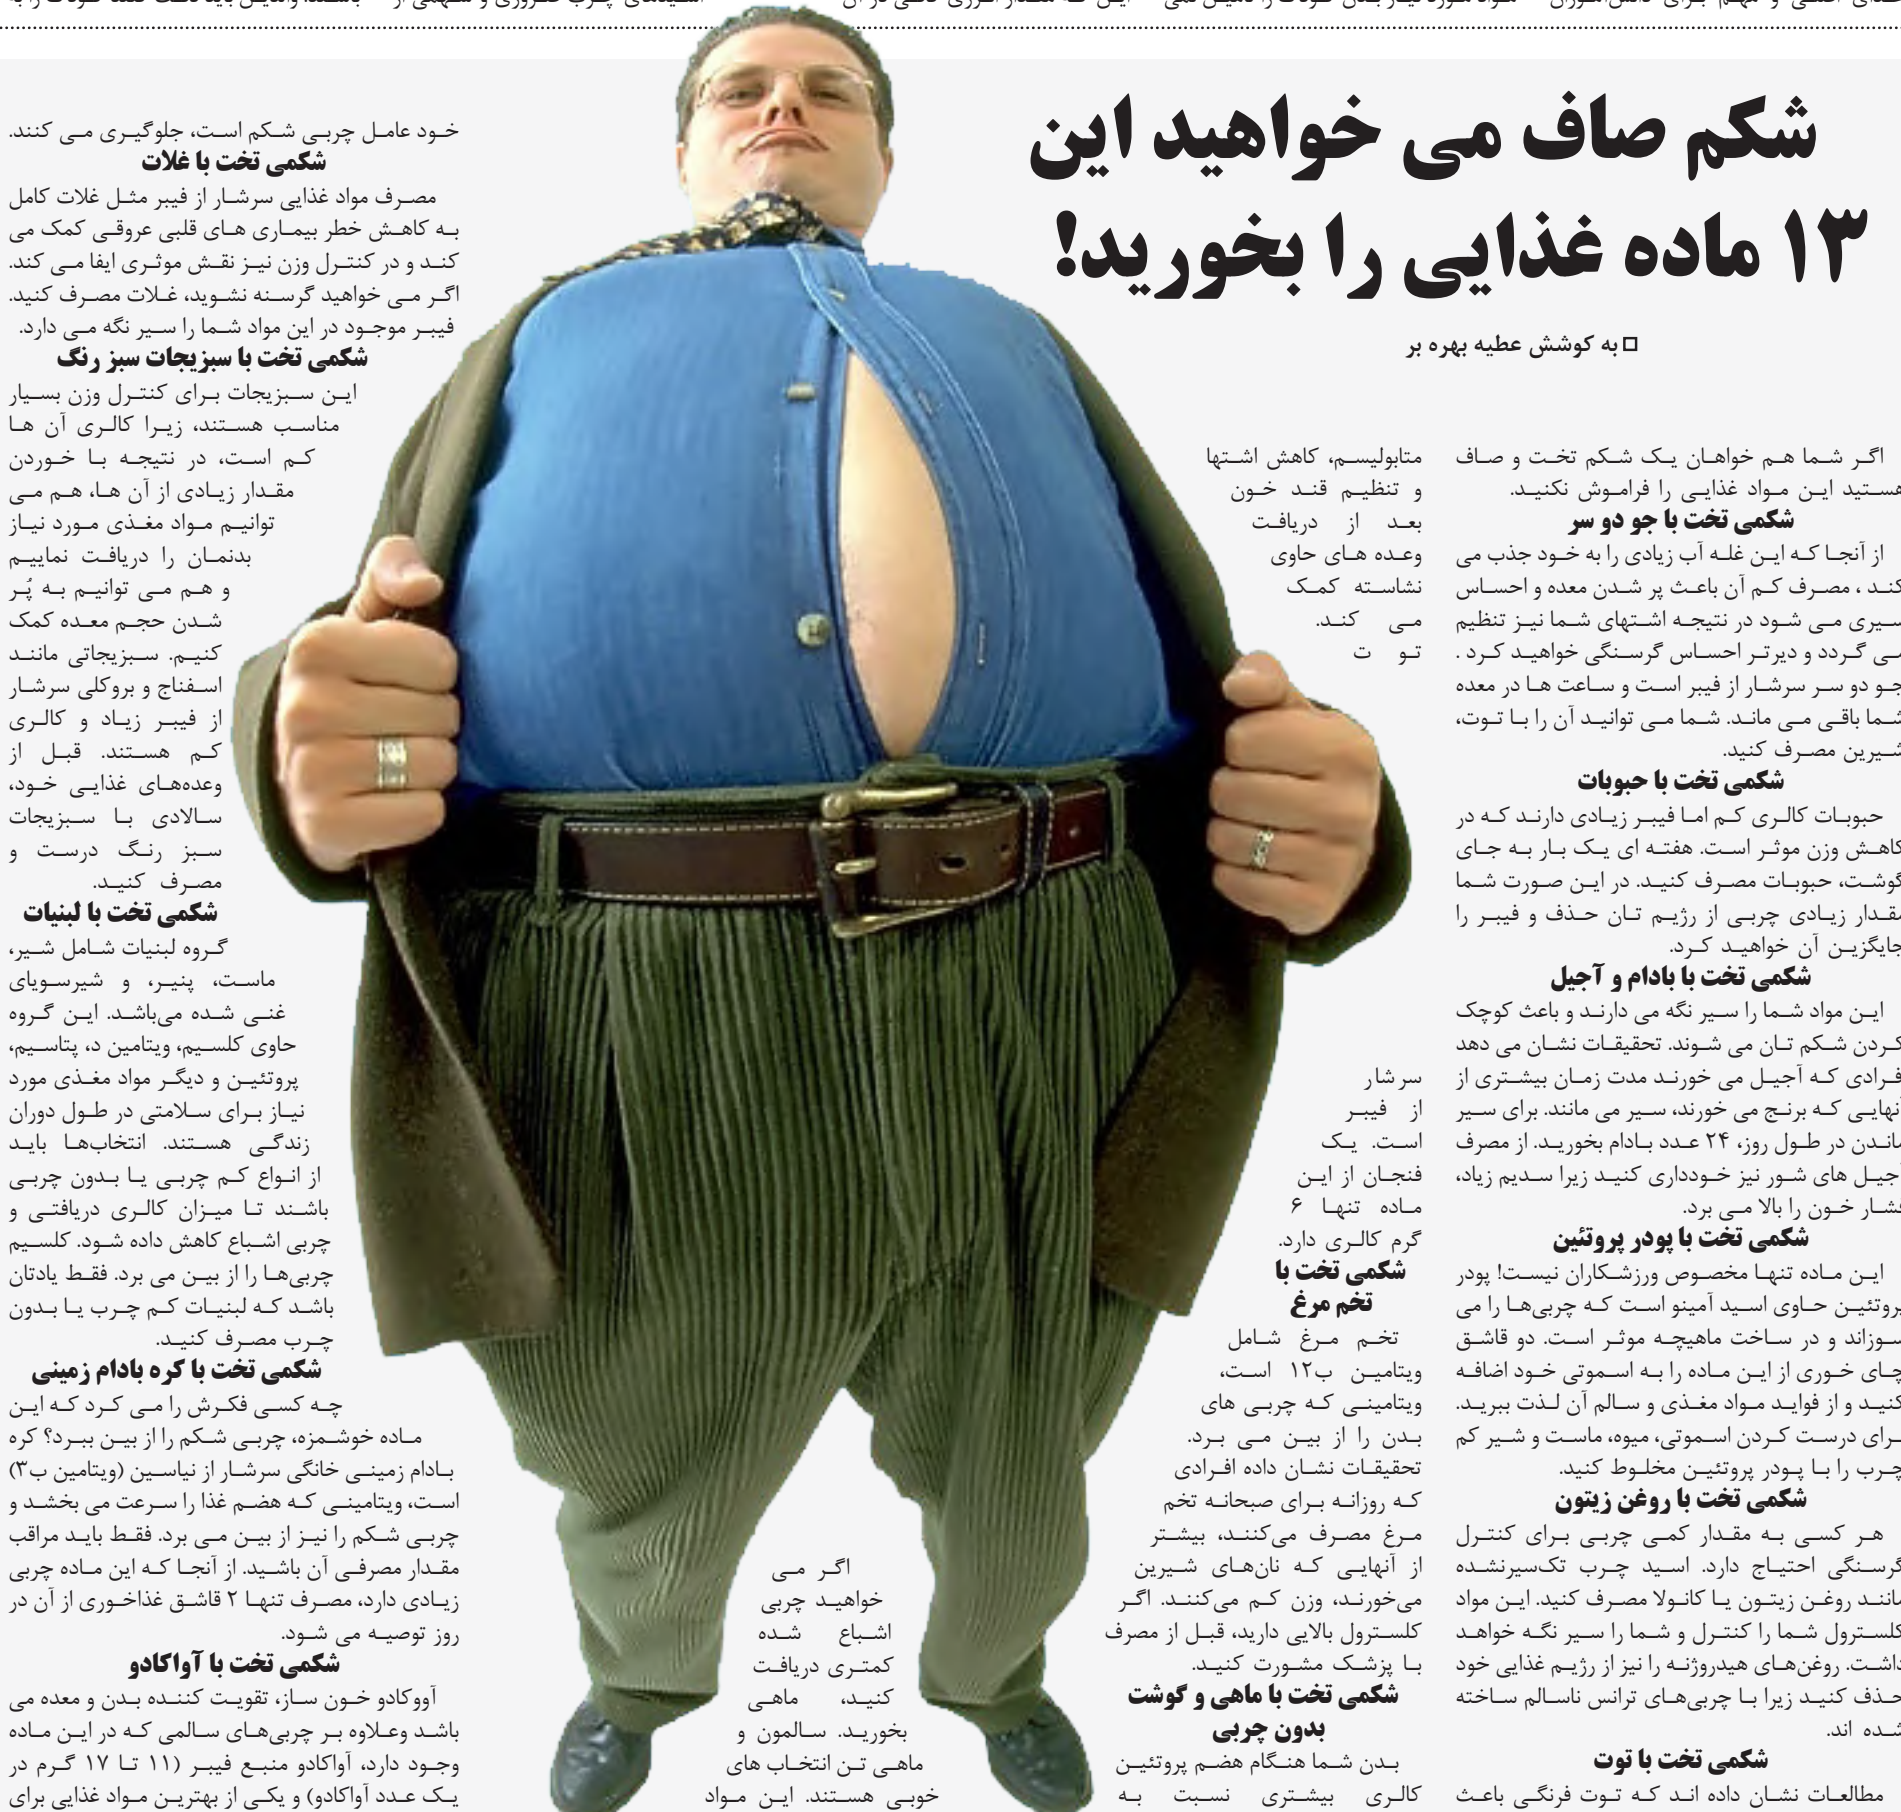 شکم صاف می خواهید این
۱۳ ماده غذایی را بخورید!
به کوشش عطیه بهره بر
اگر شما هم خواهان یک شکم تخت و صاف
هستید این مواد غذایی را فراموش نکنید.
شکمی تخت با جو دو سر
از آنجا که این غله آب زیادی را به خود جذب می
کند ، مصرف کم آن باعث پر شدن معده و احساس
سیری می شود در نتیجه اشتهای شما نیز تنظیم
می گردد و دیرتر احساس گرسنگی خواهید کرد .
جو دو سر سرشار از فیبر است و ساعت ها در معده
شما باقی می ماند. شما می توانید آن را با توت،
شیرین مصرف کنید.
شکمی تخت با حبوبات
حبوبات کالری کم اما فیبر زیادی دارند که در
کاهش وزن موثر است. هفته ای یک بار به جای
گوشت، حبوبات مصرف کنید. در این صورت شما
مقدار زیادی چربی از رژیم تان حذف و فیبر را
جایگزین آن خواهید کرد.
شکمی تخت با بادام و آجیل
این مواد شما را سیر نگه می دارند و باعث کوچک
کردن شکم تان می شوند. تحقیقات نشان می دهد
افرادی که آجیل می خورند مدت زمان بیشتری از
آنهایی که برنج می خورند، سیر می مانند. برای سیر
ماندن در طول روز، ۲۴ عدد بادام بخورید. از مصرف
آجیل های شور نیز خودداری کنید زیرا سدیم زیاد،
فشار خون را بالا می برد.
شکمی تخت با پودر پروتئین
این ماده تنها مخصوص ورزشکاران نیست! پودر
پروتئین حاوی اسید آمینو است که چربی‌ها را می
سوزاند و در ساخت ماهیچه موثر است. دو قاشق
چای خوری از این ماده را به اسموتی خود اضافه
کنید و از فواید مواد مغذی و سالم آن لذت ببرید.
برای درست کردن اسموتی، میوه، ماست و شیر کم
چرب را با پودر پروتئین مخلوط کنید.
شکمی تخت با روغن زیتون
هر کسی به مقدار کمی چربی برای کنترل
گرسنگی احتیاج دارد. اسید چرب تک‌سیرنشده
مانند روغن زیتون یا کانولا مصرف کنید. این مواد
کلسترول شما را کنترل و شما را سیر نگه خواهد
داشت. روغن‌های هیدروژنه را نیز از رژیم غذایی خود
حذف کنید زیرا با چربی‌های ترانس ناسالم ساخته
شده اند.
شکمی تخت با توت
مطالعات نشان داده اند که توت فرنگی باعث
متابولیسم، کاهش اشتها
و تنظیم قند خون
بعد از دریافت
وعده های حاوی
نشاسته کمک
می کند.
تو ت
سرشار
از فیبر
است. یک
فنجان از این
ماده تنها ۶
گرم کالری دارد.
شکمی تخت با
تخم مرغ
تخم مرغ شامل
ویتامین ب۱۲ است،
ویتامینی که چربی های
بدن را از بین می برد.
تحقیقات نشان داده افرادی
که روزانه برای صبحانه تخم
مرغ مصرف می‌کنند، بیشتر
از آنهایی که نان‌های شیرین
می‌خورند، وزن کم می‌کنند. اگر
کلسترول بالایی دارید، قبل از مصرف
با پزشک مشورت کنید.
شکمی تخت با ماهی و گوشت
بدون چربی
بدن شما هنگام هضم پروتئین
کالری بیشتری نسبت به
اگر می
خواهید چربی
اشباع شده
کمتری دریافت
کنید، ماهی
بخورید. سالمون و
ماهی تن انتخاب های
خوبی هستند. این مواد
خود عامل چربی شکم است، جلوگیری می کنند.
شکمی تخت با غلات
مصرف مواد غذایی سرشار از فیبر مثل غلات کامل
به کاهش خطر بیماری های قلبی عروقی کمک می
کند و در کنترل وزن نیز نقش موثری ایفا می کند.
اگر می خواهید گرسنه نشوید، غلات مصرف کنید.
فیبر موجود در این مواد شما را سیر نگه می دارد.
شکمی تخت با سبزیجات سبز رنگ
این سبزیجات برای کنترل وزن بسیار
مناسب هستند، زیرا کالری آن ها
کم است، در نتیجه با خوردن
مقدار زیادی از آن ها، هم می
توانیم مواد مغذی مورد نیاز
بدنمان را دریافت نماییم
و هم می توانیم به پُر
شدن حجم معده کمک
کنیم. سبزیجاتی مانند
اسفناج و بروکلی سرشار
از فیبر زیاد و کالری
کم هستند. قبل از
وعده‌های غذایی خود،
سالادی با سبزیجات
سبز رنگ درست و
مصرف کنید.
شکمی تخت با لبنیات
گروه لبنیات شامل شیر،
ماست، پنیر، و شیرسویای
غنی شده می‌باشد. این گروه
حاوی کلسیم، ویتامین د، پتاسیم،
پروتئین و دیگر مواد مغذی مورد
نیاز برای سلامتی در طول دوران
زندگی هستند. انتخاب‌ها باید
از انواع کم چربی یا بدون چربی
باشند تا میزان کالری دریافتی و
چربی اشباع کاهش داده شود. کلسیم
چربی‌ها را از بین می برد. فقط یادتان
باشد که لبنیات کم چرب یا بدون
چرب مصرف کنید.
شکمی تخت با کره بادام زمینی
چه کسی فکرش را می کرد که این
ماده خوشمزه، چربی شکم را از بین ببرد؟ کره
بادام زمینی خانگی سرشار از نیاسین (ویتامین ب۳)
است، ویتامینی که هضم غذا را سرعت می بخشد و
چربی شکم را نیز از بین می برد. فقط باید مراقب
مقدار مصرفی آن باشید. از آنجا که این ماده چربی
زیادی دارد، مصرف تنها ۲ قاشق غذاخوری از آن در
روز توصیه می شود.
شکمی تخت با آواکادو
آووکادو خون ساز، تقویت کننده بدن و معده می
باشد وعلاوه بر چربی‌های سالمی که در این ماده
وجود دارد، آواکادو منبع فیبر (۱۱ تا ۱۷ گرم در
یک عدد آواکادو) و یکی از بهترین مواد غذایی برای